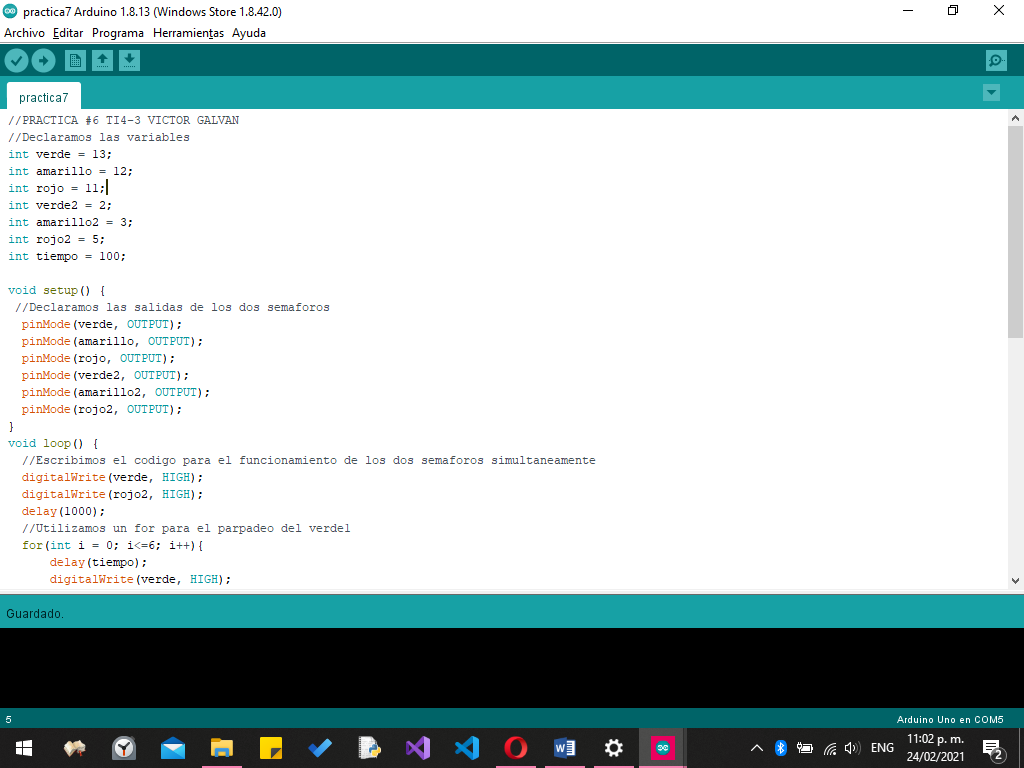 practica7 Arduino 1.8.13 (Windows Store 1.8.42.0)
Archivo Editar Programa Herramientas Ayuda
practica7
//PRACTICA #6 TI4-3 VICTOR GALVAN
//Declaramos las variables
int verde = 13;
int amarillo = 12;
int rojo = 11;
int verde2 = 2;
int amarillo2 = 3;
int rojo2 = 5;
int tiempo = 100;
void setup() {
//Declaramos las salidas de los dos semaforos
pinMode(verde, OUTPUT);
pinMode(amarillo, OUTPUT);
pinMode(rojo, OUTPUT);
pinMode(verde2, OUTPUT);
pinMode(amarillo2, OUTPUT);
pinMode(rojo2, OUTPUT);
}
void loop() {
//Escribimos el codigo para el funcionamiento de los dos semaforos simultaneamente
digitalWrite(verde, HIGH);
digitalWrite(rojo2, HIGH);
delay(1000);
//Utilizamos un for para el parpadeo del verde1
for(int i = 0; i<=6; i++){
delay(tiempo);
digitalWrite(verde, HIGH);
Guardado.
5
Arduino Uno en COM5
ENG
11:02 p. m.
24/02/2021
2